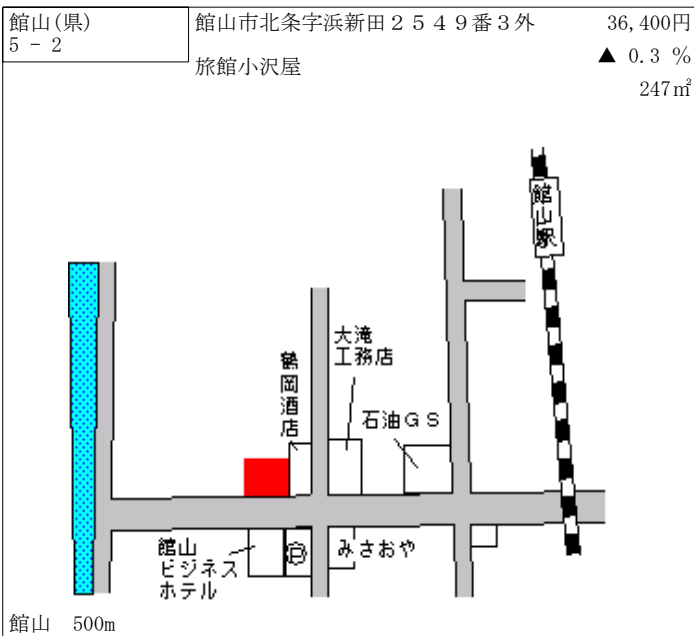 館山(県)
5 - 2
館山市北条字浜新田２５４９番３外
36,400円
旅館小沢屋
▲ 0.3 %
247㎡
館山駅
大滝
工務店
鶴岡酒店
石油ＧＳ
館山
ビジネス
ホテル
Ⓟ
みさおや
館山 500m